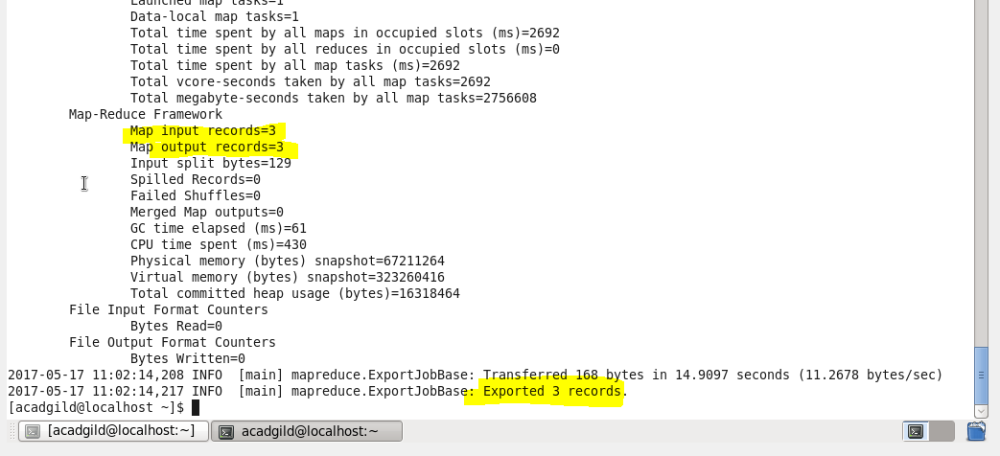 Launched map tasks=1
Data-local map tasks=1
Total time spent by all maps in occupied slots (ms)=2692
Total time spent by all reduces in occupied slots (ms)=0
Total time spent by all map tasks (ms)=2692
Total vcore-seconds taken by all map tasks=2692
Total megabyte-seconds taken by all map tasks=2756608
Map-Reduce Framework
Map input records=3
Map output records=3
Input split bytes=129
Spilled Records=0
Failed Shuffles=0
Merged Map outputs=0
GC time elapsed (ms)=61
CPU time spent (ms)=430
Physical memory (bytes) snapshot=67211264
Virtual memory (bytes) snapshot=323260416
Total committed heap usage (bytes)=16318464
File Input Format Counters
Bytes Read=0
File Output Format Counters
Bytes Written=0
2017-05-17 11:02:14,208 INFO  [main] mapreduce.ExportJobBase: Transferred 168 bytes in 14.9097 seconds (11.2678 bytes/sec)
2017-05-17 11:02:14,217 INFO  [main] mapreduce.ExportJobBase: Exported 3 records.
[acadgild@localhost ~]$
[acadgild@localhost:~]
acadgild@localhost:~